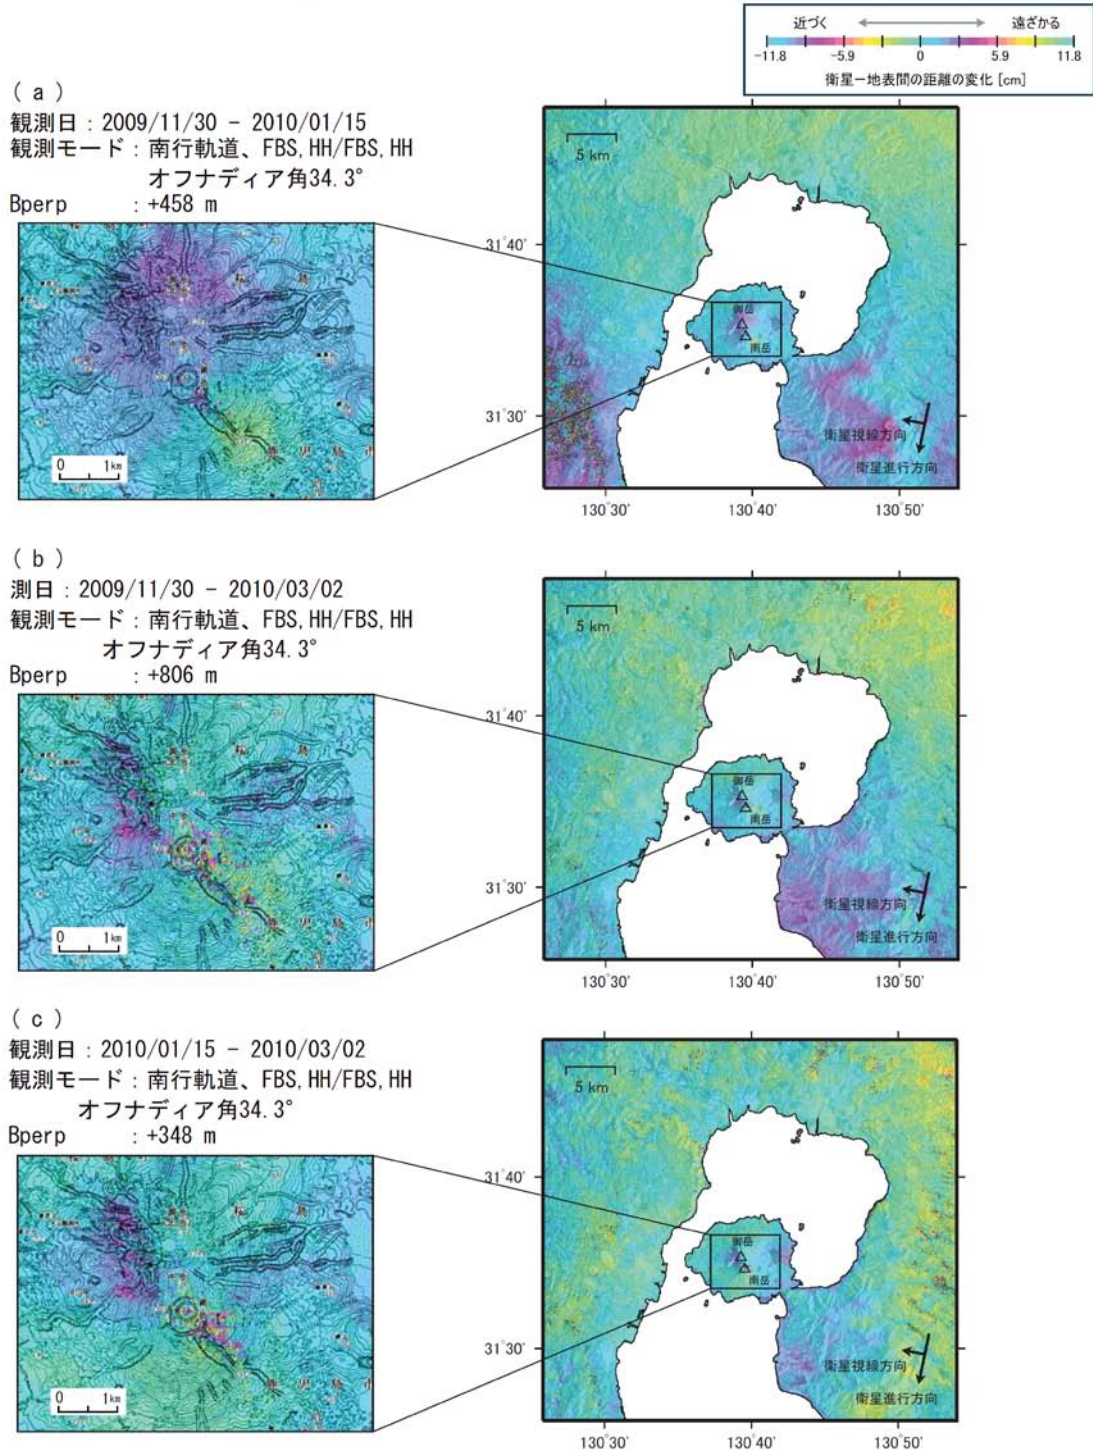 近づく 遠ざかる
-11.8 -5.9 0 5.9 11.8
衛星－地表間の距離の変化 [cm]
( a )
観測日 : 2009/11/30 - 2010/01/15
観測モード : 南行軌道、FBS,HH/FBS,HH
オフナディア角34.3°
Bperp : +458 m
0 1km
5 km
31°40'
31°30'
御岳
南岳
衛星視線方向
衛星進行方向
130°30' 130°40' 130°50'
( b )
測日 : 2009/11/30 - 2010/03/02
観測モード : 南行軌道、FBS,HH/FBS,HH
オフナディア角34.3°
Bperp : +806 m
0 1km
5 km
31°40'
31°30'
御岳
南岳
衛星視線方向
衛星進行方向
130°30' 130°40' 130°50'
( c )
観測日 : 2010/01/15 - 2010/03/02
観測モード : 南行軌道、FBS,HH/FBS,HH
オフナディア角34.3°
Bperp : +348 m
0 1km
5 km
31°40'
31°30'
御岳
南岳
衛星視線方向
衛星進行方向
130°30' 130°40' 130°50'